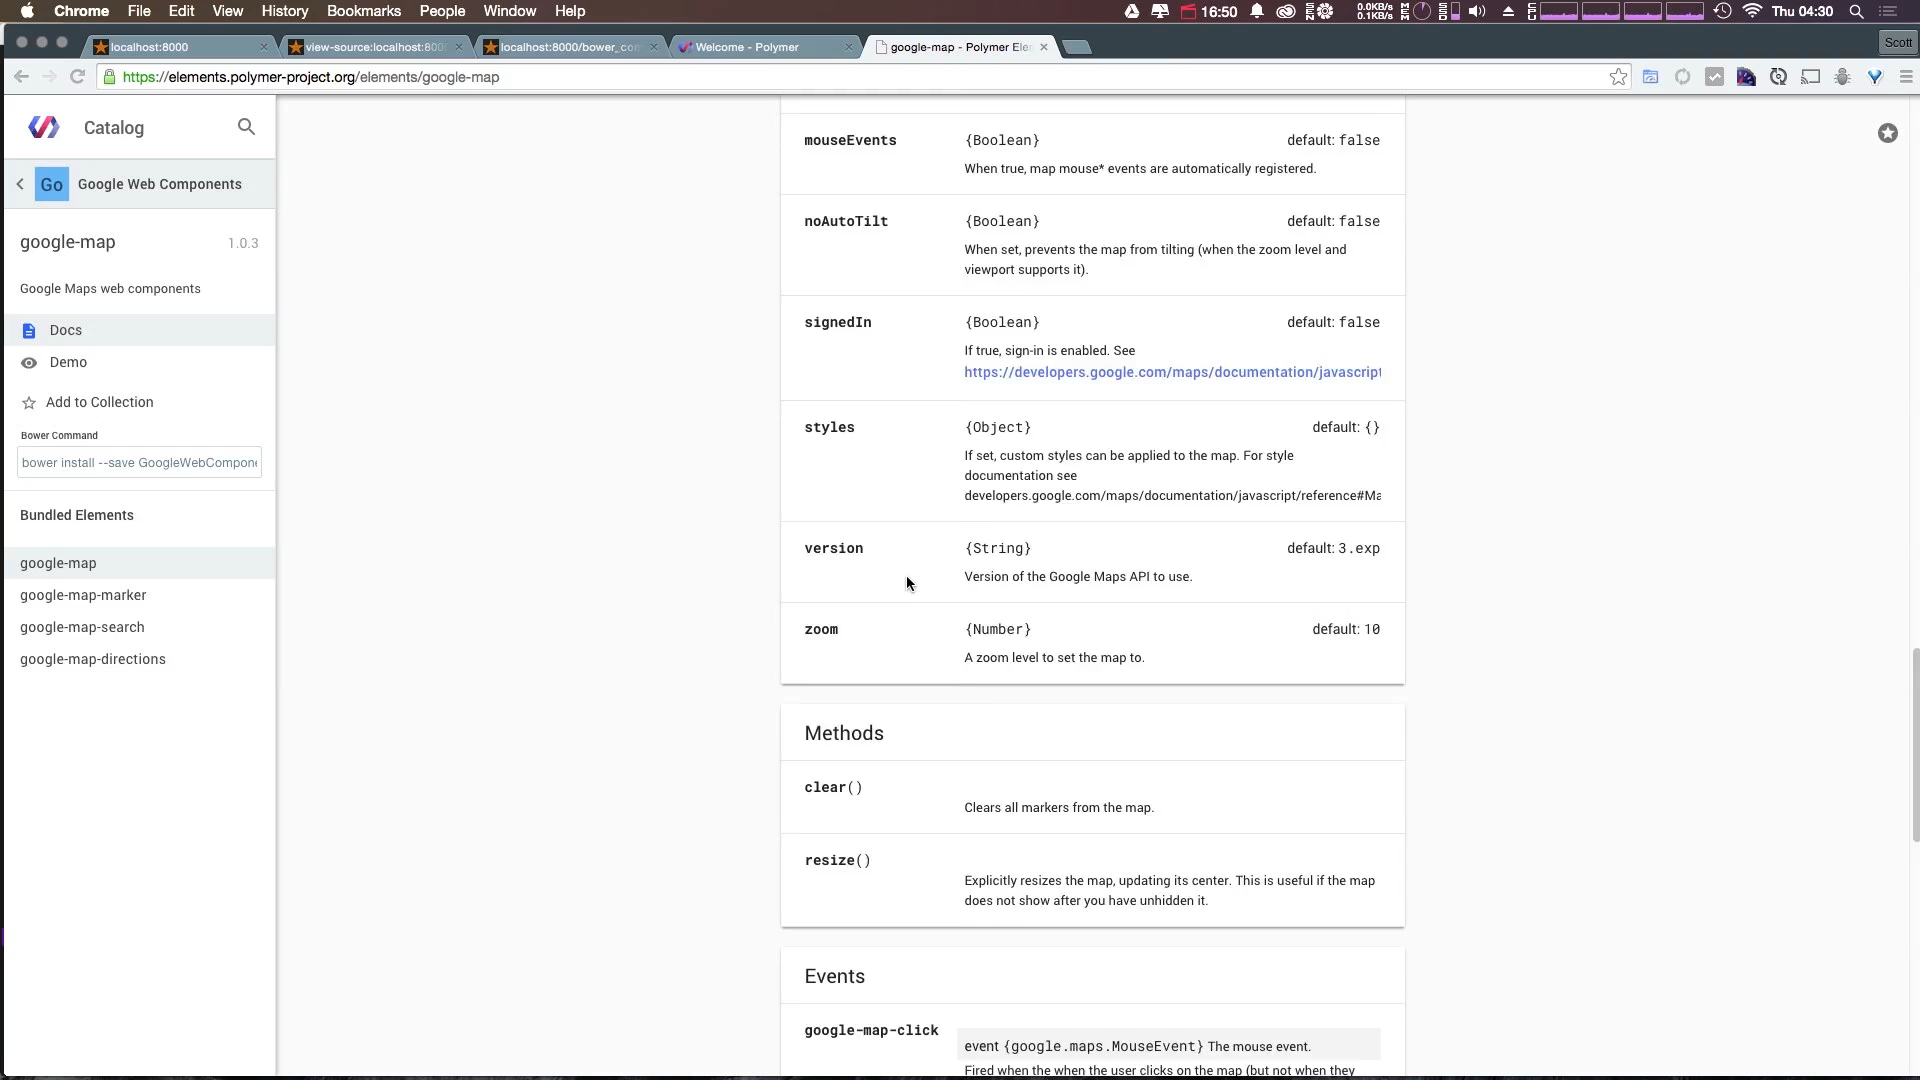 Chrome File Edit View History Bookmarks People Window Help 16:50 0.0KB/s 0.1KB/s Thu 04:30
localhost:8000 view-source:localhost:800 localhost:8000/bower_com Welcome - Polymer google-map - Polymer Ele Scott
https://elements.polymer-project.org/elements/google-map
Catalog
Go Google Web Components
google-map 1.0.3
Google Maps web components
Docs
Demo
Add to Collection
Bower Command
bower install --save GoogleWebCompone
Bundled Elements
google-map
google-map-marker
google-map-search
google-map-directions
mouseEvents {Boolean} default: false
When true, map mouse* events are automatically registered.
noAutoTilt {Boolean} default: false
When set, prevents the map from tilting (when the zoom level and
viewport supports it).
signedIn {Boolean} default: false
If true, sign-in is enabled. See
https://developers.google.com/maps/documentation/javascript
styles {Object} default: {}
If set, custom styles can be applied to the map. For style
documentation see
developers.google.com/maps/documentation/javascript/reference#Ma
version {String} default: 3.exp
Version of the Google Maps API to use.
zoom {Number} default: 10
A zoom level to set the map to.
Methods
clear()
Clears all markers from the map.
resize()
Explicitly resizes the map, updating its center. This is useful if the map
does not show after you have unhidden it.
Events
google-map-click
event {google.maps.MouseEvent} The mouse event.
Fired when the when the user clicks on the map (but not when they